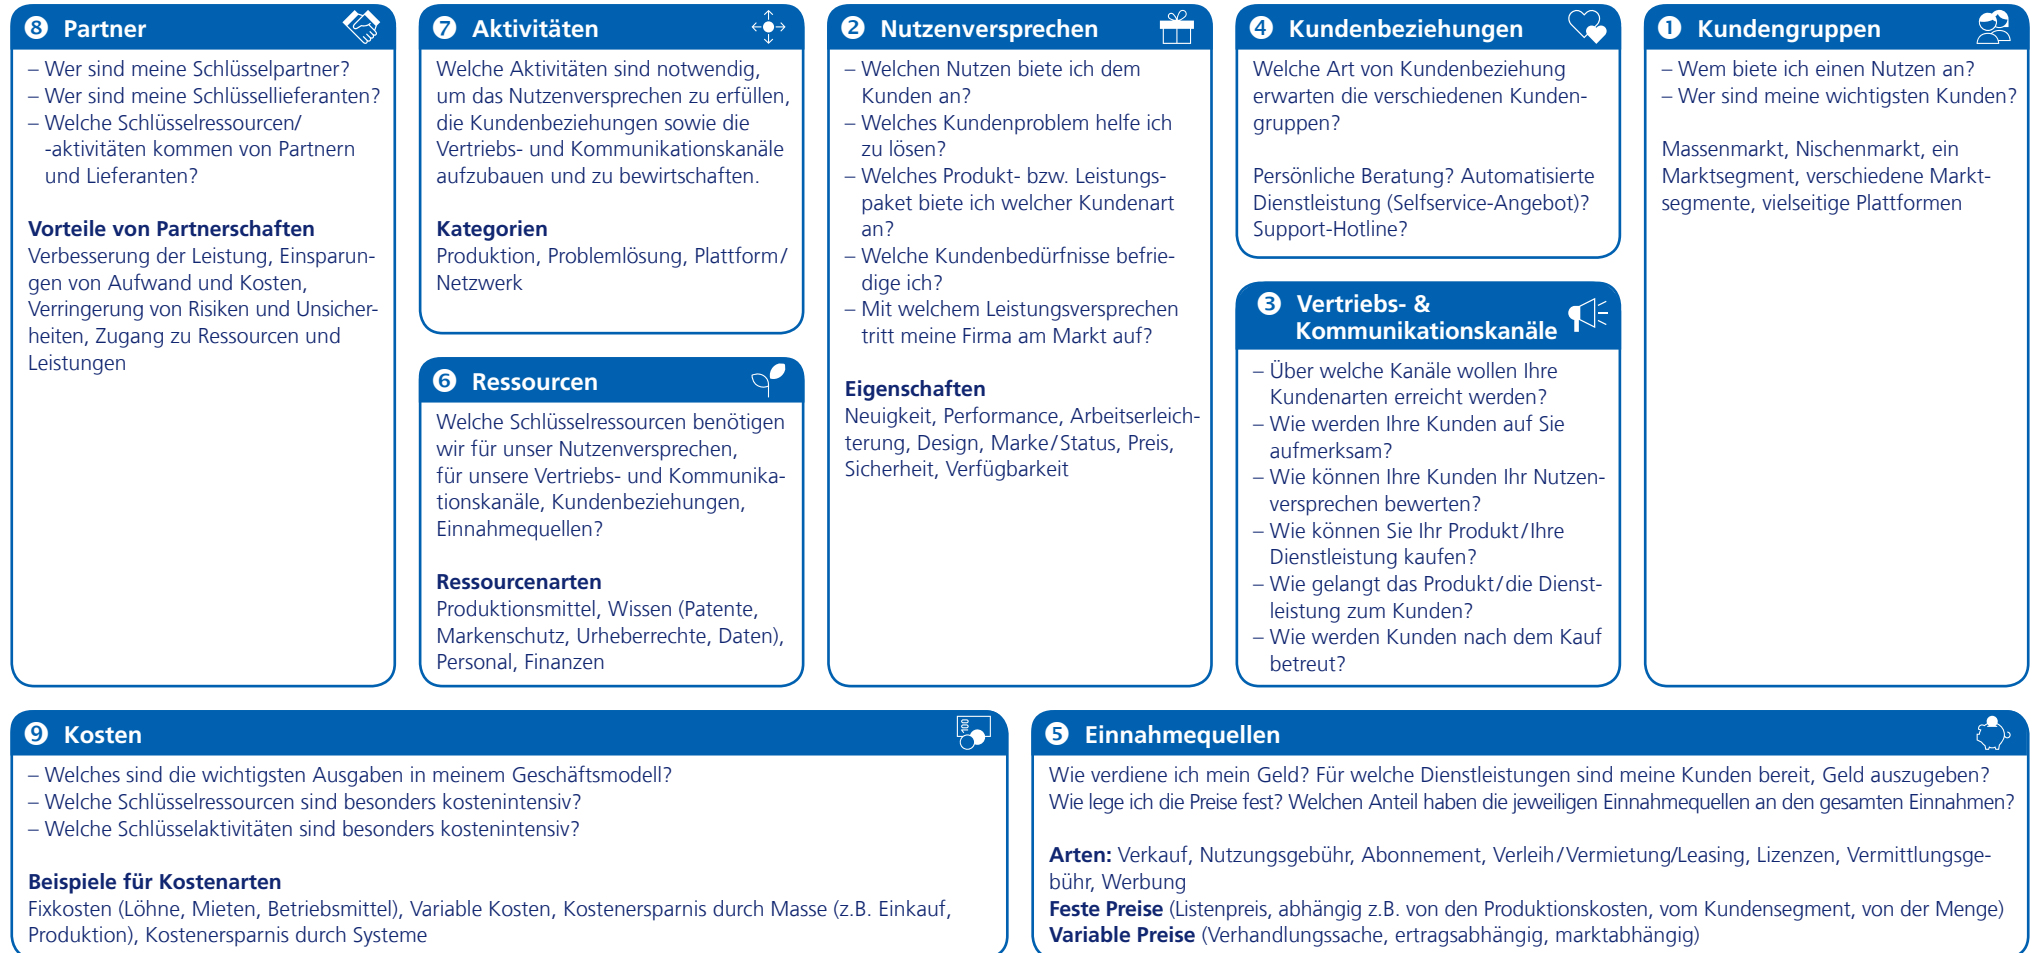 ❽ Partner
– Wer sind meine Schlüsselpartner?
– Wer sind meine Schlüssellieferanten?
– Welche Schlüsselressourcen/
-aktivitäten kommen von Partnern
und Lieferanten?
Vorteile von Partnerschaften
Verbesserung der Leistung, Einsparun-
gen von Aufwand und Kosten,
Verringerung von Risiken und Unsicher-
heiten, Zugang zu Ressourcen und
Leistungen
❼ Aktivitäten
Welche Aktivitäten sind notwendig,
um das Nutzenversprechen zu erfüllen,
die Kundenbeziehungen sowie die
Vertriebs- und Kommunikationskanäle
aufzubauen und zu bewirtschaften.
Kategorien
Produktion, Problemlösung, Plattform/
Netzwerk
❻ Ressourcen
Welche Schlüsselressourcen benötigen
wir für unser Nutzenversprechen,
für unsere Vertriebs- und Kommunika-
tionskanäle, Kundenbeziehungen,
Einnahmequellen?
Ressourcenarten
Produktionsmittel, Wissen (Patente,
Markenschutz, Urheberrechte, Daten),
Personal, Finanzen
❷ Nutzenversprechen
– Welchen Nutzen biete ich dem
Kunden an?
– Welches Kundenproblem helfe ich
zu lösen?
– Welches Produkt- bzw. Leistungs-
paket biete ich welcher Kundenart
an?
– Welche Kundenbedürfnisse befrie-
dige ich?
– Mit welchem Leistungsversprechen
tritt meine Firma am Markt auf?
Eigenschaften
Neuigkeit, Performance, Arbeitserleich-
terung, Design, Marke/Status, Preis,
Sicherheit, Verfügbarkeit
❹ Kundenbeziehungen
Welche Art von Kundenbeziehung
erwarten die verschiedenen Kunden-
gruppen?
Persönliche Beratung? Automatisierte
Dienstleistung (Selfservice-Angebot)?
Support-Hotline?
❸ Vertriebs- &
Kommunikationskanäle
– Über welche Kanäle wollen Ihre
Kundenarten erreicht werden?
– Wie werden Ihre Kunden auf Sie
aufmerksam?
– Wie können Ihre Kunden Ihr Nutzen-
versprechen bewerten?
– Wie können Sie Ihr Produkt/Ihre
Dienstleistung kaufen?
– Wie gelangt das Produkt/die Dienst-
leistung zum Kunden?
– Wie werden Kunden nach dem Kauf
betreut?
❶ Kundengruppen
– Wem biete ich einen Nutzen an?
– Wer sind meine wichtigsten Kunden?
Massenmarkt, Nischenmarkt, ein
Marktsegment, verschiedene Markt-
segmente, vielseitige Plattformen
❾ Kosten
100
– Welches sind die wichtigsten Ausgaben in meinem Geschäftsmodell?
– Welche Schlüsselressourcen sind besonders kostenintensiv?
– Welche Schlüsselaktivitäten sind besonders kostenintensiv?
Beispiele für Kostenarten
Fixkosten (Löhne, Mieten, Betriebsmittel), Variable Kosten, Kostenersparnis durch Masse (z.B. Einkauf,
Produktion), Kostenersparnis durch Systeme
❺ Einnahmequellen
Wie verdiene ich mein Geld? Für welche Dienstleistungen sind meine Kunden bereit, Geld auszugeben?
Wie lege ich die Preise fest? Welchen Anteil haben die jeweiligen Einnahmequellen an den gesamten Einnahmen?
Arten: Verkauf, Nutzungsgebühr, Abonnement, Verleih/Vermietung/Leasing, Lizenzen, Vermittlungsge-
bühr, Werbung
Feste Preise (Listenpreis, abhängig z.B. von den Produktionskosten, vom Kundensegment, von der Menge)
Variable Preise (Verhandlungssache, ertragsabhängig, marktabhängig)